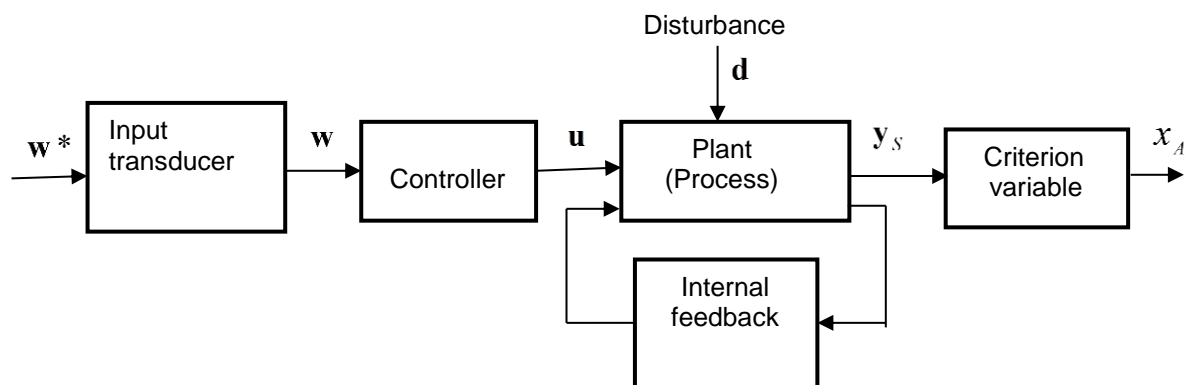 Disturbance
d
w*
Input
transducer
w
Controller
u
Plant
(Process)
y_S
Criterion
variable
x_A
Internal
feedback